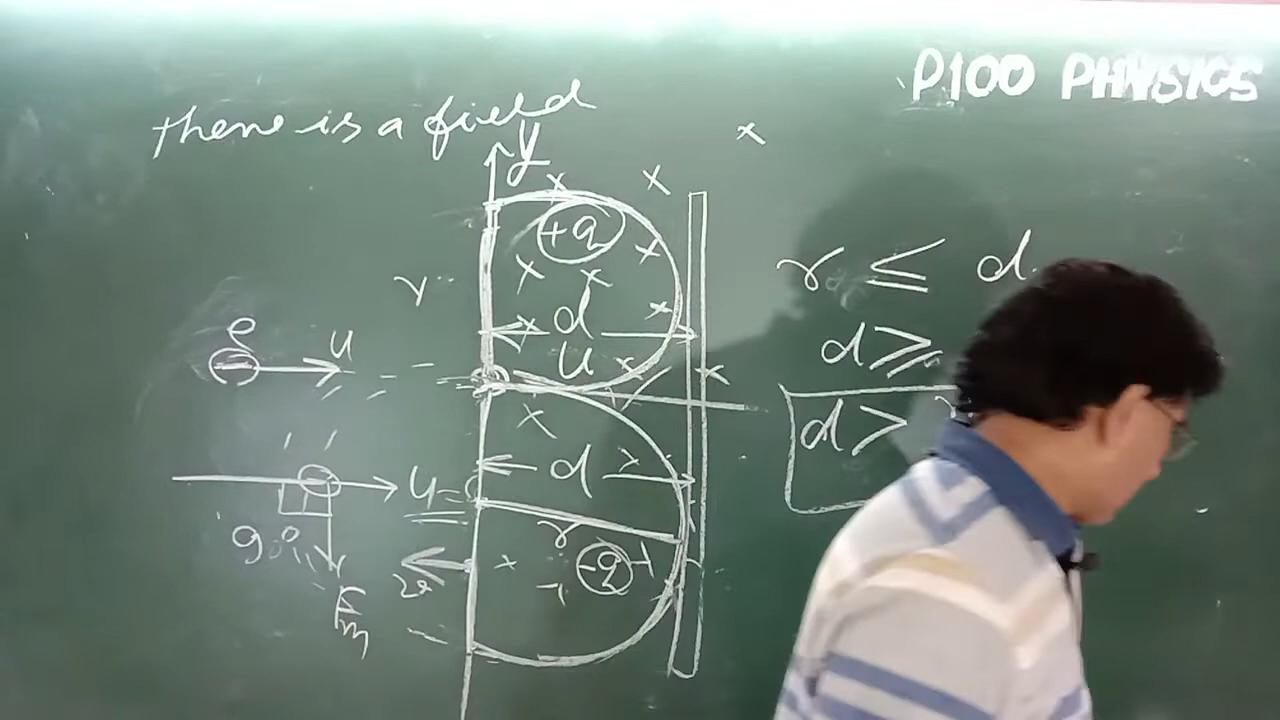 P100 PHYSICS
there is a field
y
+q
r
r ≤ d
d
d ≥
e
u
u
d >
d
u =
r
90°
-q
v
Fm